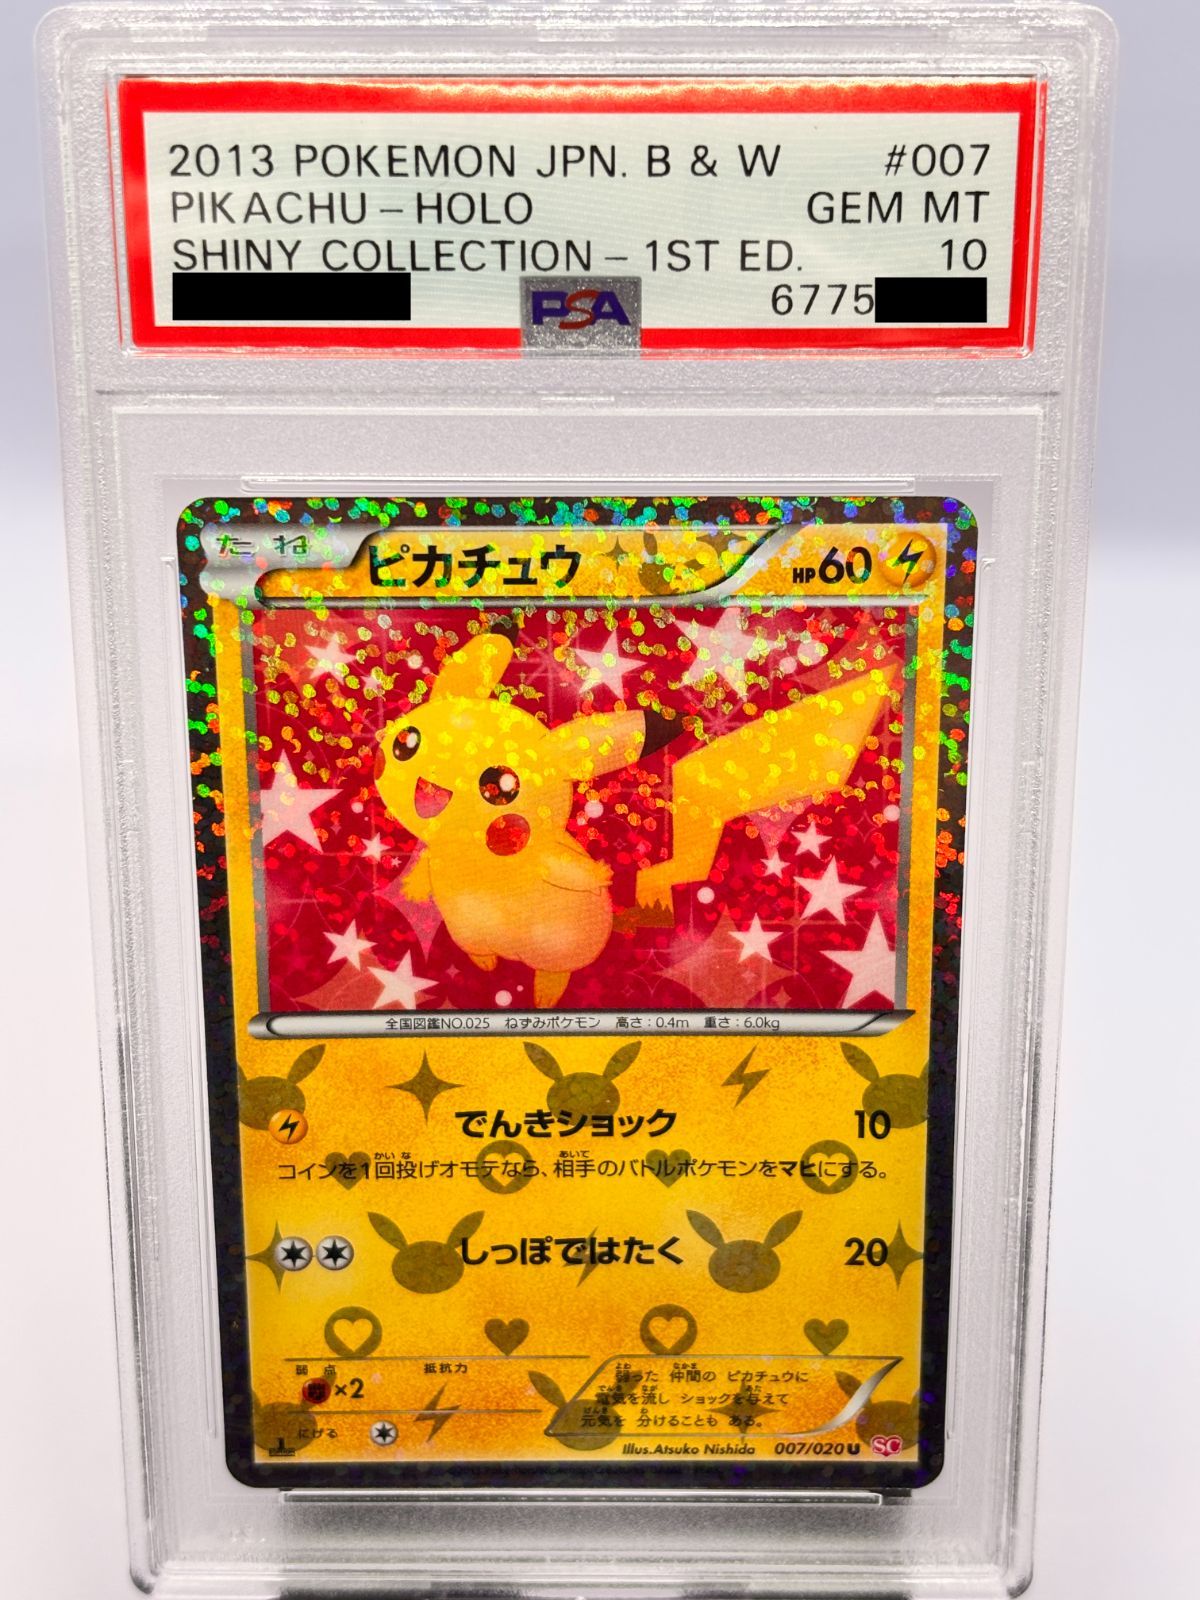 2013 POKEMON JPN. B & W #007
PIKACHU - HOLO GEM MT
SHINY COLLECTION - 1ST ED. 10
6775
PSA
たね ピカチュウ HP60
全国図鑑NO.025 ねずみポケモン 高さ:0.4m 重さ:6.0kg
でんきショック 10
コインを1回投げオモテなら、相手のバトルポケモンをマヒにする。
しっぽではたく 20
弱点 抵抗力
×2
弱った 仲間の ピカチュウに
電気を流し ショックを与えて
元気を 分けることも ある。
にげる
Illus.Atsuko Nishida 007/020 U SC